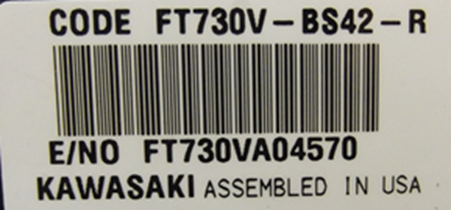 CODE FT730V-BS42-R
E/NO FT730VA04570
KAWASAKI ASSEMBLED IN USA